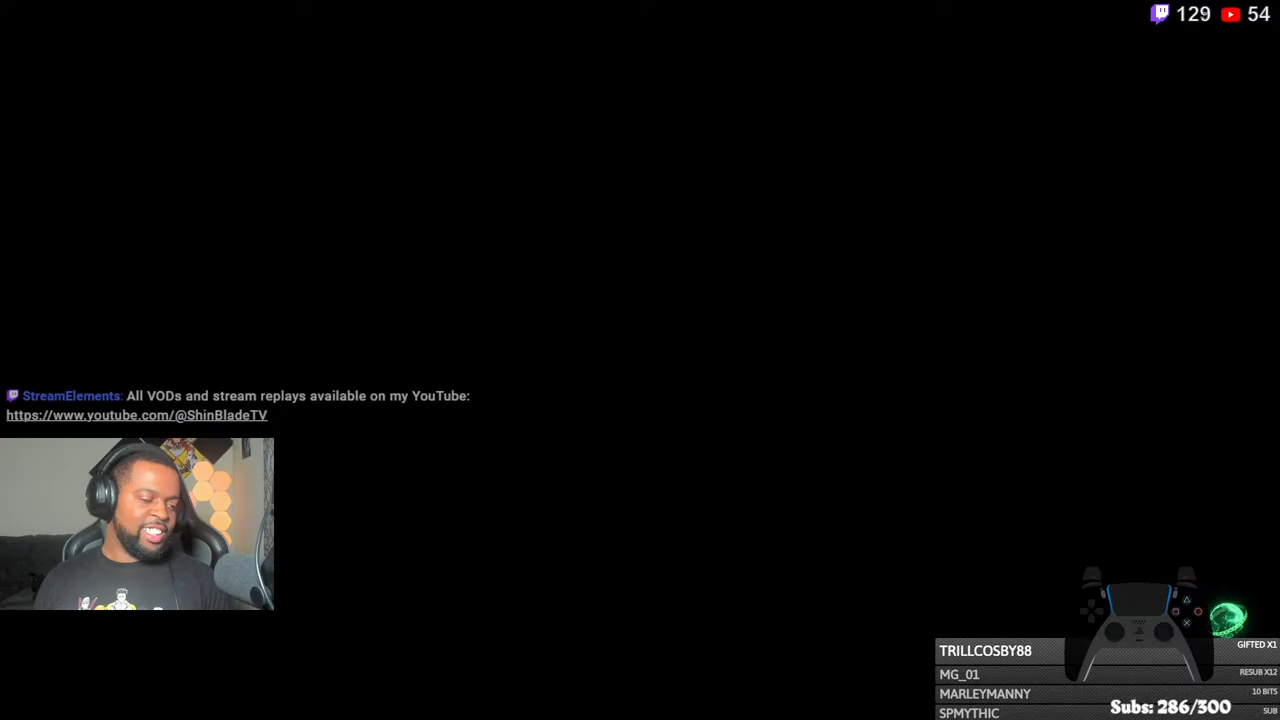 129 54
StreamElements: All VODs and stream replays available on my YouTube:
https://www.youtube.com/@ShinBladeTV
TRILLCOSBY88 GIFTED X1
MG_01 RESUB X12
MARLEYMANNY 10 BITS
SPMYTHIC SUB
Subs: 286/300